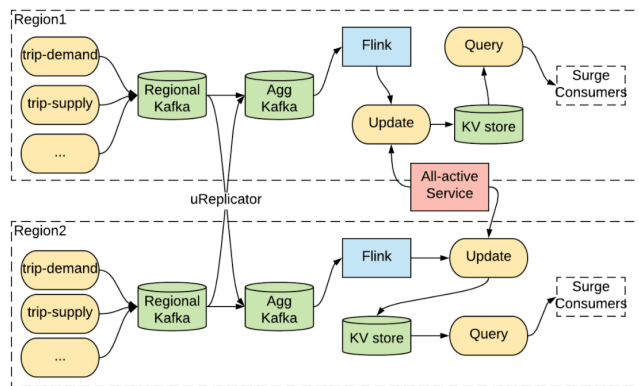 Region1
trip-demand
trip-supply
...
Regional
Kafka
Agg
Kafka
Flink
Update
Query
KV store
Surge
Consumers
All-active
Service
uReplicator
Region2
trip-demand
trip-supply
...
Regional
Kafka
Agg
Kafka
Flink
Update
KV store
Query
Surge
Consumers